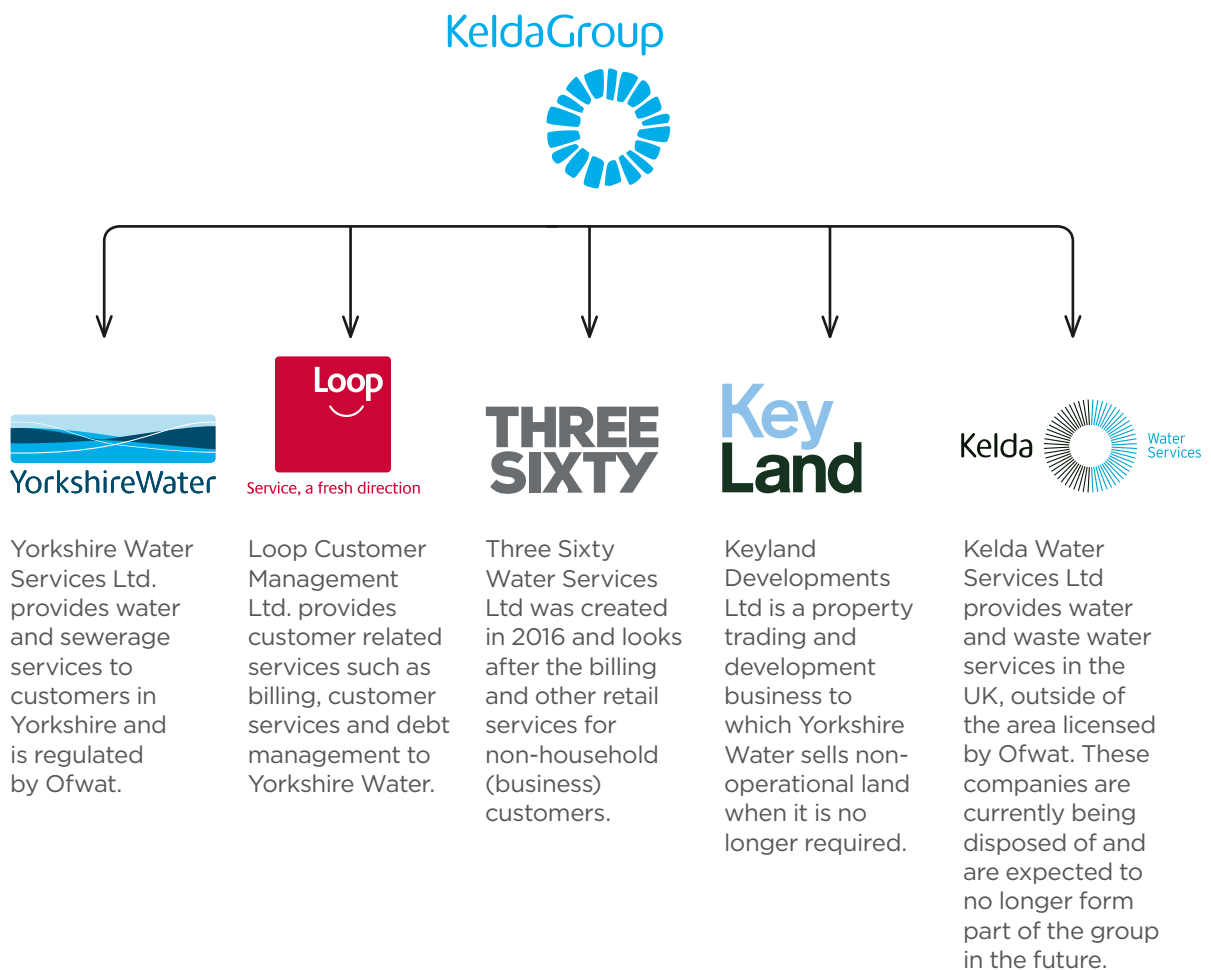 KeldaGroup
Loop
Service, a fresh direction
YorkshireWater
THREE
SIXTY
Key
Land
Kelda
Water
Services
Yorkshire Water
Services Ltd.
provides water
and sewerage
services to
customers in
Yorkshire and
is regulated
by Ofwat.
Loop Customer
Management
Ltd. provides
customer related
services such as
billing, customer
services and debt
management to
Yorkshire Water.
Three Sixty
Water Services
Ltd was created
in 2016 and looks
after the billing
and other retail
services for
non-household
(business)
customers.
Keyland
Developments
Ltd is a property
trading and
development
business to
which Yorkshire
Water sells non-
operational land
when it is no
longer required.
Kelda Water
Services Ltd
provides water
and waste water
services in the
UK, outside of
the area licensed
by Ofwat. These
companies are
currently being
disposed of and
are expected to
no longer form
part of the group
in the future.